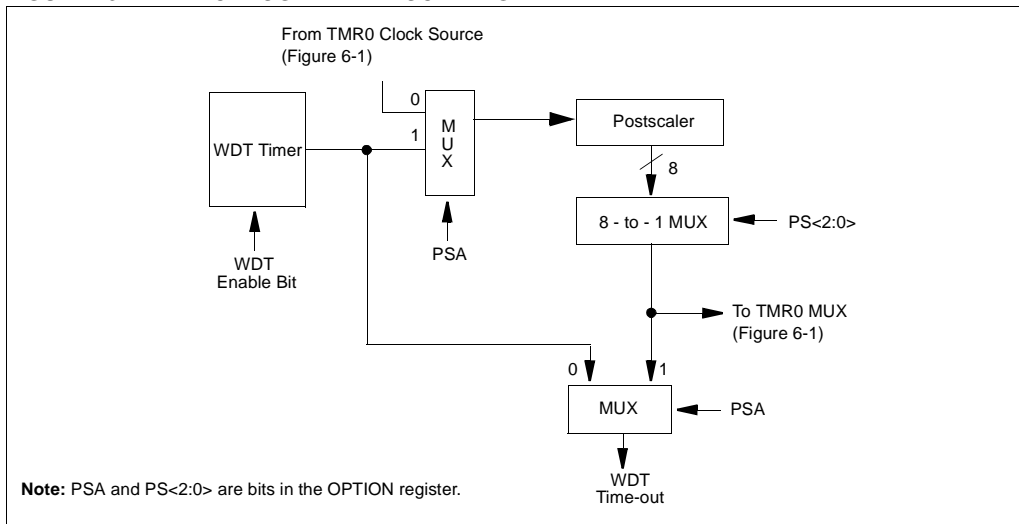 From TMR0 Clock Source
(Figure 6-1)
0
1
M
U
X
WDT Timer
Postscaler
8
8 - to - 1 MUX
PS<2:0>
PSA
WDT
Enable Bit
To TMR0 MUX
(Figure 6-1)
0
1
MUX
PSA
WDT
Time-out
Note: PSA and PS<2:0> are bits in the OPTION register.